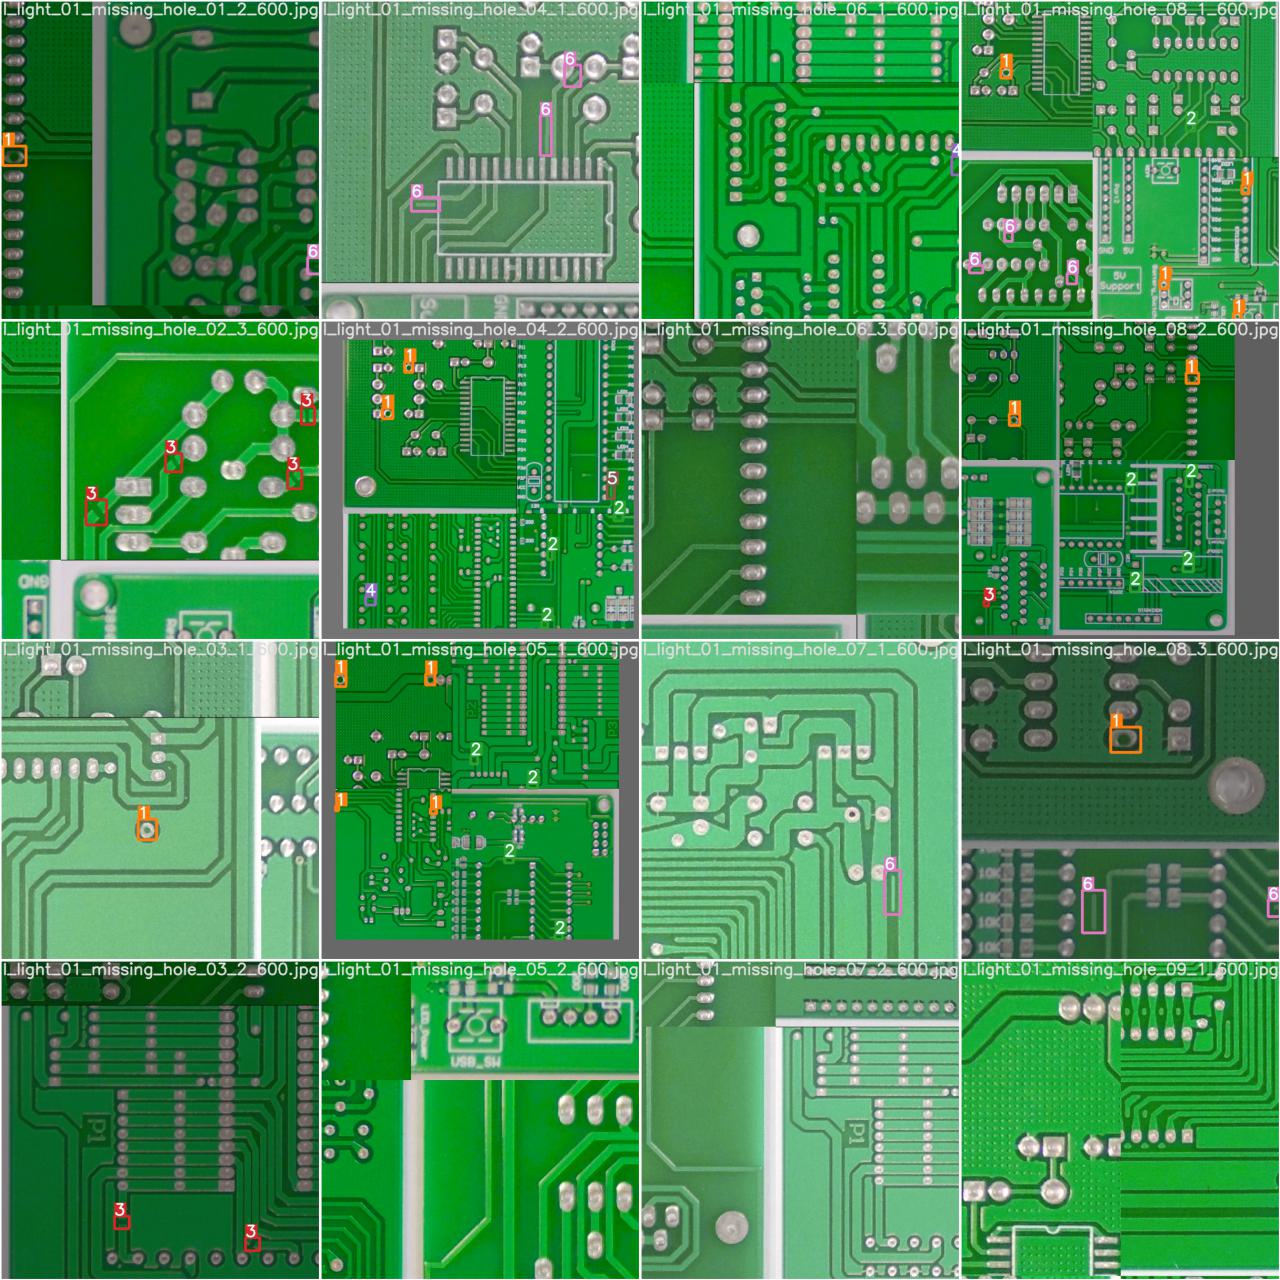 l_light_01_missing_hole_01_2_600.jpg
l_light_01_missing_hole_04_1_600.jpg
l_light_01_missing_hole_06_1_600.jpg
l_light_01_missing_hole_08_1_600.jpg
1
6
6
6
6
4
1
2
1
6
6
6
1
1
GND
5V
5V
Support
l_light_01_missing_hole_02_3_600.jpg
l_light_01_missing_hole_04_2_600.jpg
l_light_01_missing_hole_06_3_600.jpg
l_light_01_missing_hole_08_2_600.jpg
3
3
3
3
GND
1
1
5
2
2
4
2
1
1
2
2
2
2
3
l_light_01_missing_hole_03_1_600.jpg
l_light_01_missing_hole_05_1_600.jpg
l_light_01_missing_hole_07_1_600.jpg
l_light_01_missing_hole_08_3_600.jpg
1
1
1
2
2
1
1
2
2
6
1
6
6
l_light_01_missing_hole_03_2_600.jpg
l_light_01_missing_hole_05_2_600.jpg
l_light_01_missing_hole_07_2_600.jpg
l_light_01_missing_hole_09_1_600.jpg
P1
3
3
P1